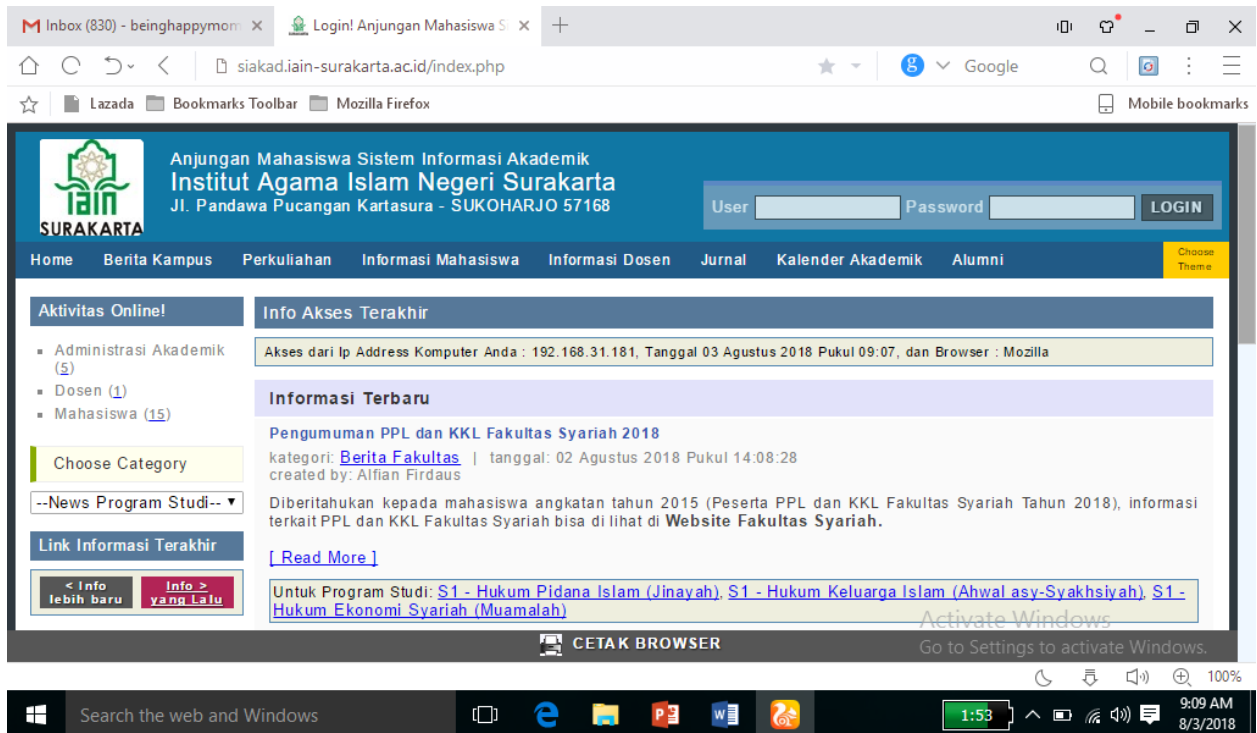 Inbox (830) - beinghappymom
Login! Anjungan Mahasiswa S
siakad.iain-surakarta.ac.id/index.php
Google
Lazada Bookmarks Toolbar Mozilla Firefox Mobile bookmarks
iain
SURAKARTA
Anjungan Mahasiswa Sistem Informasi Akademik
Institut Agama Islam Negeri Surakarta
Jl. Pandawa Pucangan Kartasura - SUKOHARJO 57168
User Password LOGIN
Home Berita Kampus Perkuliahan Informasi Mahasiswa Informasi Dosen Jurnal Kalender Akademik Alumni
Choose
Theme
Aktivitas Online!
Administrasi Akademik
(5)
Dosen (1)
Mahasiswa (15)
Choose Category
--News Program Studi--
Link Informasi Terakhir
< Info
lebih baru
Info >
yang Lalu
Info Akses Terakhir
Akses dari Ip Address Komputer Anda : 192.168.31.181, Tanggal 03 Agustus 2018 Pukul 09:07, dan Browser : Mozilla
Informasi Terbaru
Pengumuman PPL dan KKL Fakultas Syariah 2018
kategori: Berita Fakultas | tanggal: 02 Agustus 2018 Pukul 14:08:28
created by: Alfian Firdaus
Diberitahukan kepada mahasiswa angkatan tahun 2015 (Peserta PPL dan KKL Fakultas Syariah Tahun 2018), informasi
terkait PPL dan KKL Fakultas Syariah bisa di lihat di Website Fakultas Syariah.
[ Read More ]
Untuk Program Studi: S1 - Hukum Pidana Islam (Jinayah), S1 - Hukum Keluarga Islam (Ahwal asy-Syakhsiyah), S1 -
Hukum Ekonomi Syariah (Muamalah)
Activate Windows
Go to Settings to activate Windows.
CETAK BROWSER
100%
Search the web and Windows
1:53
9:09 AM
8/3/2018